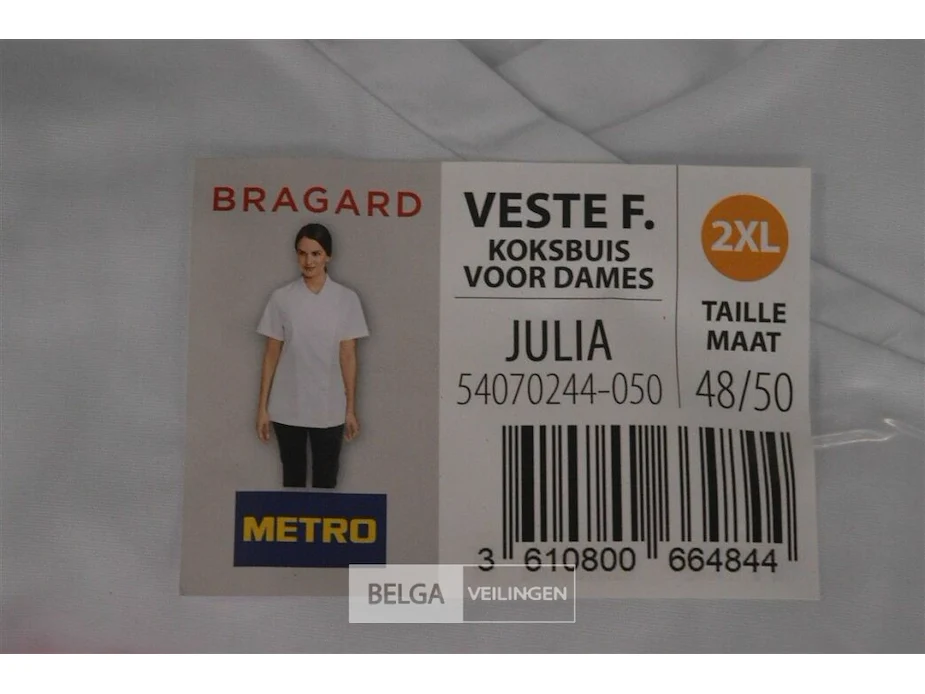 BRAGARD
METRO
VESTE F.
KOKSBUIS
VOOR DAMES
JULIA
54070244-050
2XL
TAILLE
MAAT
48/50
3 610800 664844
BELGA VEILINGEN